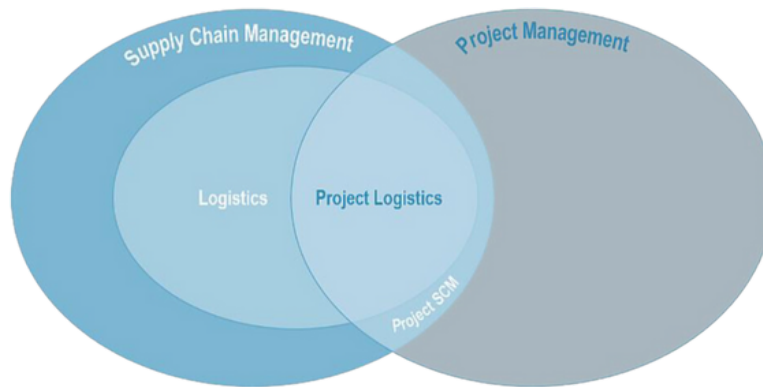 Supply Chain Management
Project Management
Logistics
Project Logistics
Project SCM